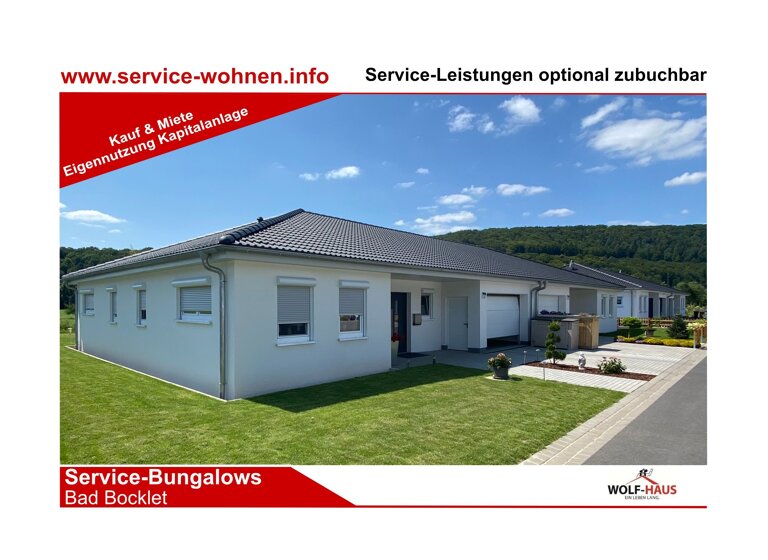 www.service-wohnen.info
Service-Leistungen optional zubuchbar
Kauf & Miete
Eigennutzung Kapitalanlage
Service-Bungalows
Bad Bocklet
WOLF-HAUS
EIN LEBEN LANG.